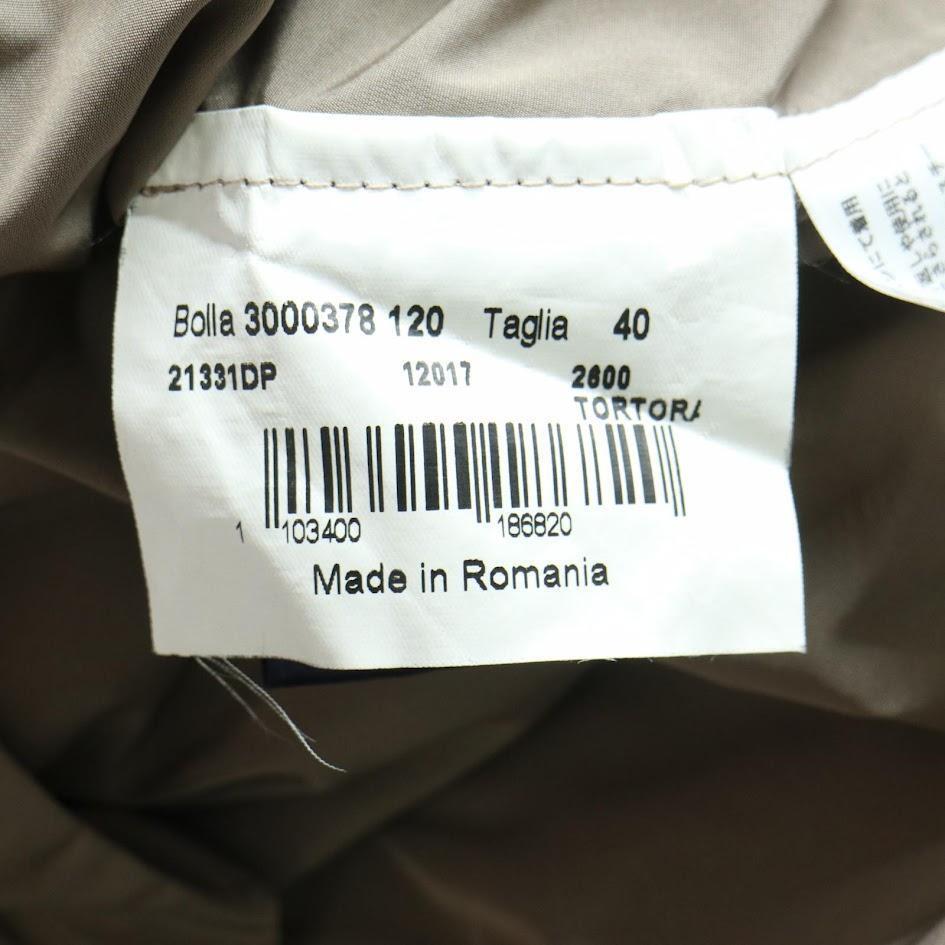 Bolla 3000378 120 Taglia 40
21331DP 12017 2600
TORTORA
1 103400 186820
Made in Romania